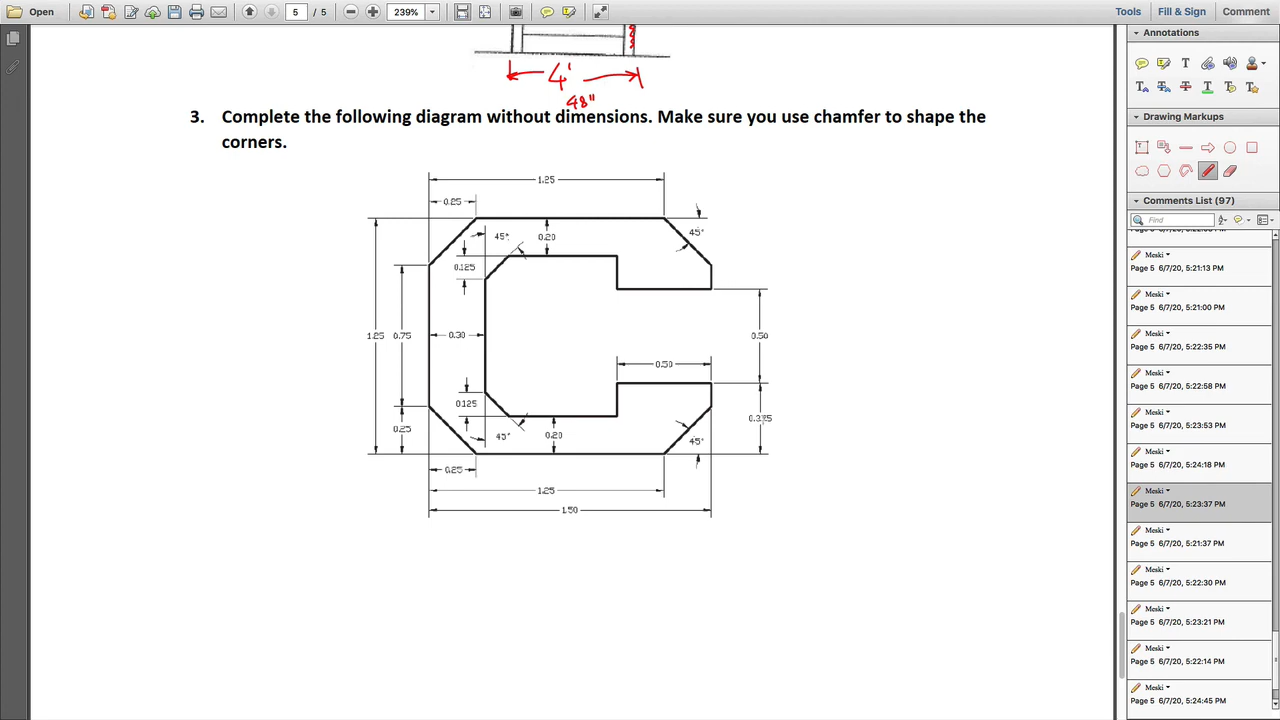 Open
5 / 5
239%
Tools
Fill & Sign
Comment
4'
48"
3. Complete the following diagram without dimensions. Make sure you use chamfer to shape the
corners.
1.25
0.25
45°
0.20
45°
0.125
1.25
0.75
0.30
0.50
0.50
0.125
0.25
45°
0.20
45°
0.375
0.25
1.25
1.50
Annotations
Drawing Markups
Comments List (97)
Find
Meski
Page 5 6/7/20, 5:21:13 PM
Meski
Page 5 6/7/20, 5:21:00 PM
Meski
Page 5 6/7/20, 5:22:35 PM
Meski
Page 5 6/7/20, 5:22:58 PM
Meski
Page 5 6/7/20, 5:23:53 PM
Meski
Page 5 6/7/20, 5:24:18 PM
Meski
Page 5 6/7/20, 5:23:37 PM
Meski
Page 5 6/7/20, 5:21:37 PM
Meski
Page 5 6/7/20, 5:22:30 PM
Meski
Page 5 6/7/20, 5:23:21 PM
Meski
Page 5 6/7/20, 5:22:14 PM
Meski
Page 5 6/7/20, 5:24:45 PM